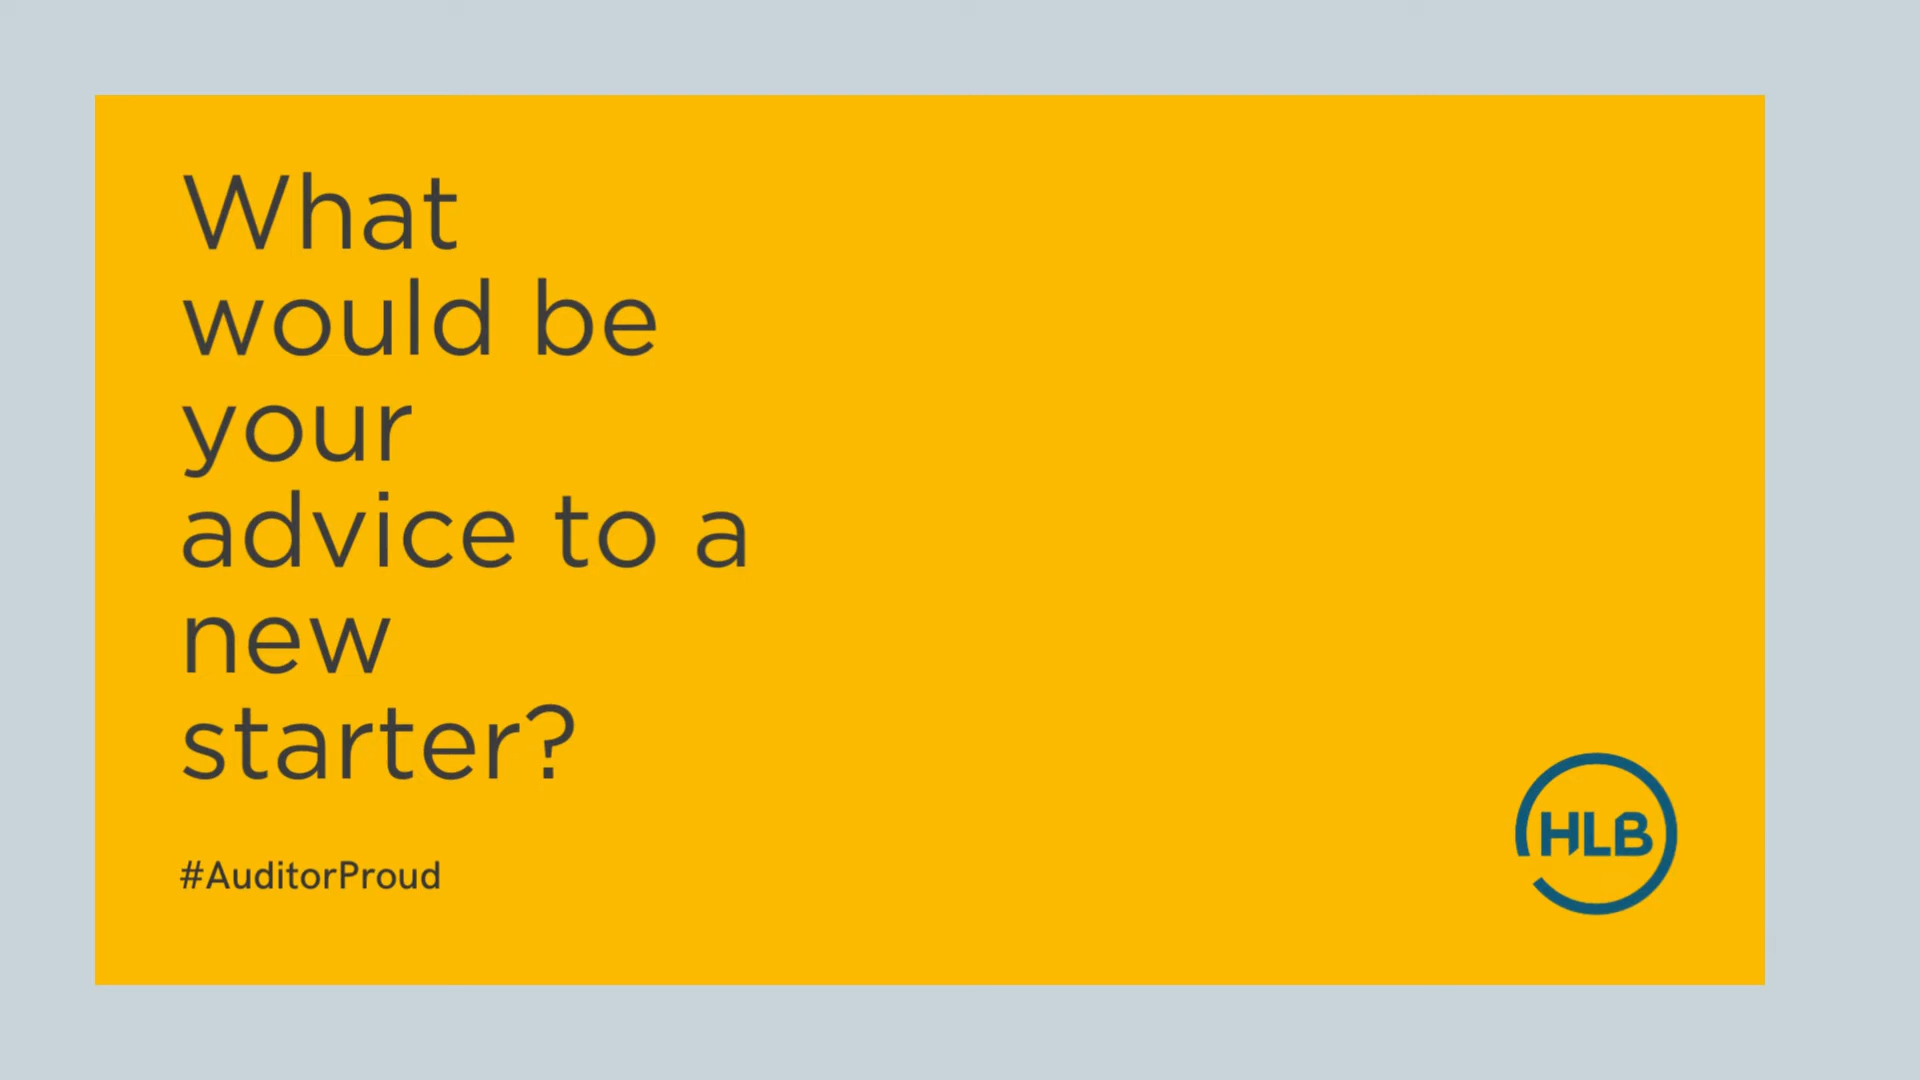 What
would be
your
advice to a
new
starter?
#AuditorProud
HLB